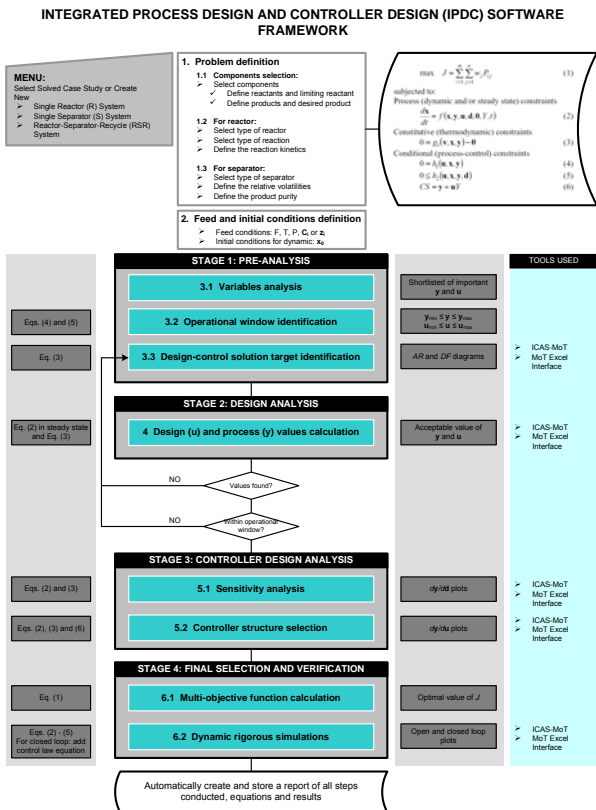 INTEGRATED PROCESS DESIGN AND CONTROLLER DESIGN (IPDC) SOFTWARE
FRAMEWORK
MENU:
Select Solved Case Study or Create
New
➢ Single Reactor (R) System
➢ Single Separator (S) System
➢ Reactor-Separator-Recycle (RSR)
System
1. Problem definition
1.1 Components selection:
➢ Select components
✓ Define reactants and limiting reactant
✓ Define products and desired product
1.2 For reactor:
➢ Select type of reactor
➢ Select type of reaction
➢ Define the reaction kinetics
1.3 For separator:
➢ Select type of separator
➢ Define the relative volatilities
➢ Define the product purity
2. Feed and initial conditions definition
➢ Feed conditions: F, T, P, Cᵢ or zᵢ
➢ Initial conditions for dynamic: x₀
max J = ∑∑ wⱼPᵢⱼ (1)
subjected to:
Process (dynamic and/or steady state) constraints
dx/dt = f(x, y, u, d, θ, Y, t) (2)
Constitutive (thermodynamic) constraints
0 = g₁(v, x, y) − θ (3)
Conditional (process-control) constraints
0 = h₁(u, x, y) (4)
0 ≤ h₂(u, x, y, d) (5)
CS = y + uY (6)
STAGE 1: PRE-ANALYSIS
TOOLS USED
3.1 Variables analysis
Shortlisted of important
y and u
Eqs. (4) and (5)
3.2 Operational window identification
ymin ≤ y ≤ ymax
umin ≤ u ≤ umax
Eq. (3)
3.3 Design-control solution target identification
AR and DF diagrams
➢ ICAS-MoT
➢ MoT Excel
Interface
STAGE 2: DESIGN ANALYSIS
Eq. (2) in steady state
and Eq. (3)
4 Design (u) and process (y) values calculation
Acceptable value of
y and u
➢ ICAS-MoT
➢ MoT Excel
Interface
NO
Values found?
NO
Within operational
window?
STAGE 3: CONTROLLER DESIGN ANALYSIS
Eqs. (2) and (3)
5.1 Sensitivity analysis
dy/dd plots
➢ ICAS-MoT
➢ MoT Excel
Interface
Eqs. (2), (3) and (6)
5.2 Controller structure selection
dy/du plots
➢ ICAS-MoT
➢ MoT Excel
Interface
STAGE 4: FINAL SELECTION AND VERIFICATION
Eq. (1)
6.1 Multi-objective function calculation
Optimal value of J
Eqs. (2) - (5)
For closed loop: add
control law equation
6.2 Dynamic rigorous simulations
Open and closed loop
plots
➢ ICAS-MoT
➢ MoT Excel
Interface
Automatically create and store a report of all steps
conducted, equations and results